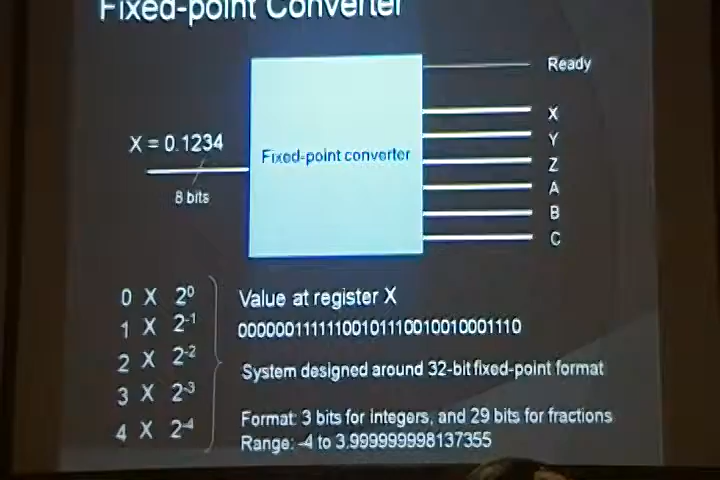 Fixed-point Converter
Ready
X = 0.1234
X
Y
Fixed-point converter
Z
A
8 bits
B
C
0 X 2⁰
Value at register X
1 X 2⁻¹
00000011111100101110010010001110
2 X 2⁻²
System designed around 32-bit fixed-point format
3 X 2⁻³
4 X 2⁻⁴
Format: 3 bits for integers, and 29 bits for fractions
Range: -4 to 3.999999998137355